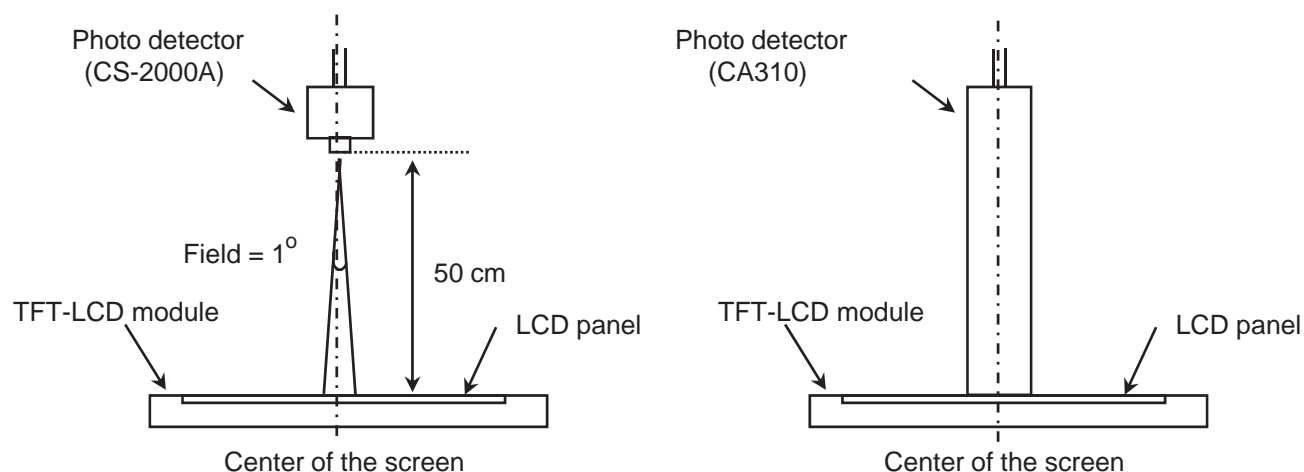 Photo detector
(CS-2000A)
Field = 1°
50 cm
TFT-LCD module
LCD panel
Center of the screen
Photo detector
(CA310)
TFT-LCD module
LCD panel
Center of the screen